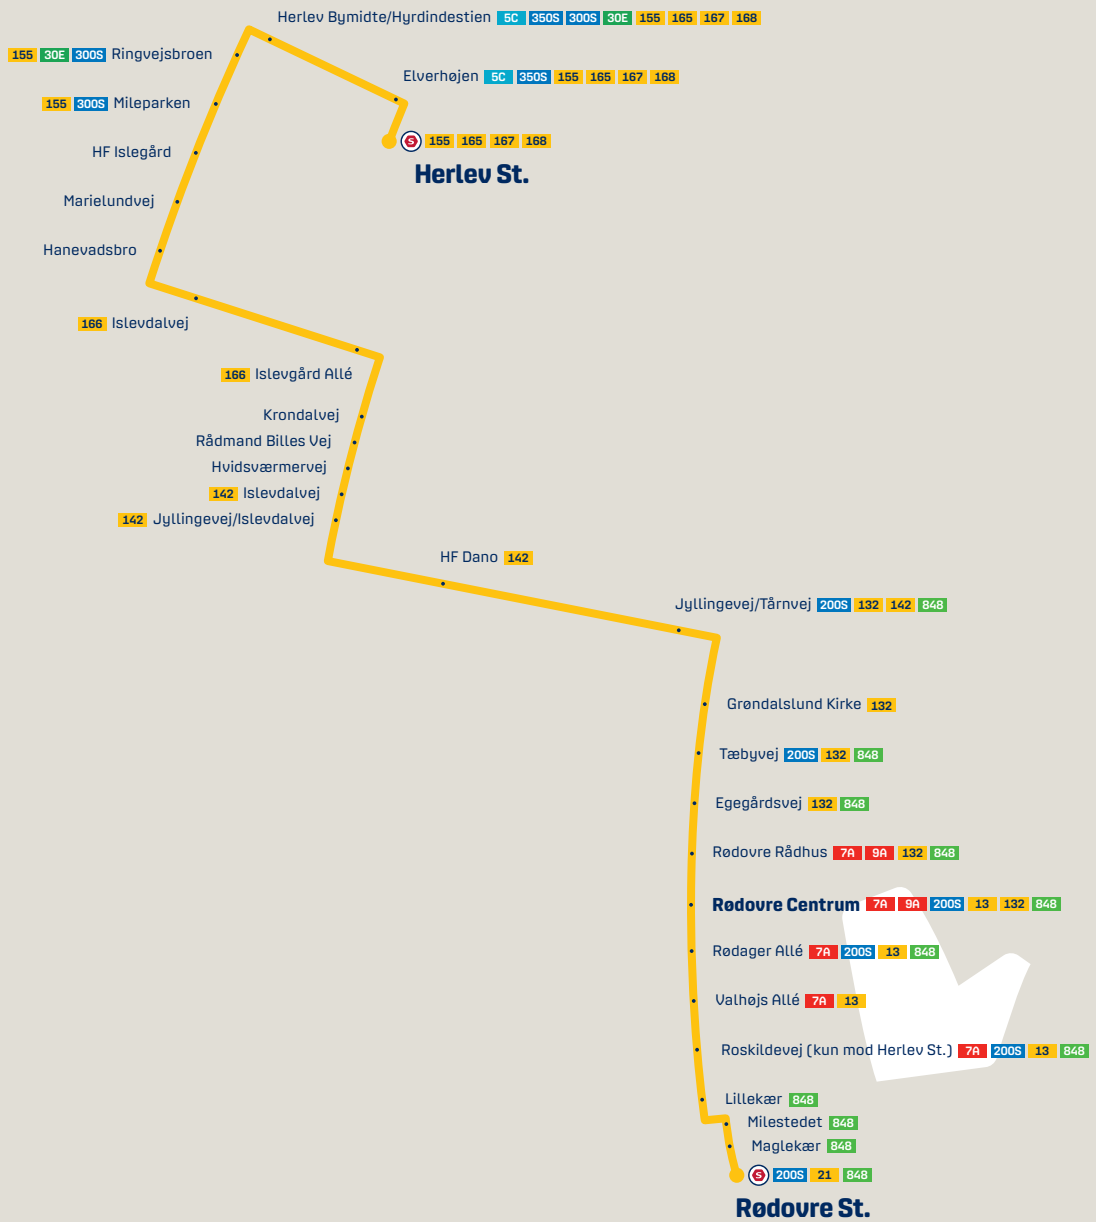 Herlev Bymidte/Hyrdindestien 5C 350S 300S 30E 155 165 167 168
155 30E 300S Ringvejsbroen
Elverhøjen 5C 350S 155 165 167 168
155 300S Mileparken
S 155 165 167 168
HF Islegård
Herlev St.
Marielundvej
Hanevadsbro
166 Islevdalvej
166 Islevgård Allé
Krondalvej
Rådmand Billes Vej
Hvidsværmervej
142 Islevdalvej
142 Jyllingevej/Islevdalvej
HF Dano 142
Jyllingevej/Tårnvej 200S 132 142 848
Grøndalslund Kirke 132
Tæbyvej 200S 132 848
Egegårdsvej 132 848
Rødovre Rådhus 7A 9A 132 848
Rødovre Centrum 7A 9A 200S 13 132 848
Rødager Allé 7A 200S 13 848
Valhøjs Allé 7A 13
Roskildevej (kun mod Herlev St.) 7A 200S 13 848
Lillekær 848
Milestedet 848
Maglekær 848
S 200S 21 848
Rødovre St.